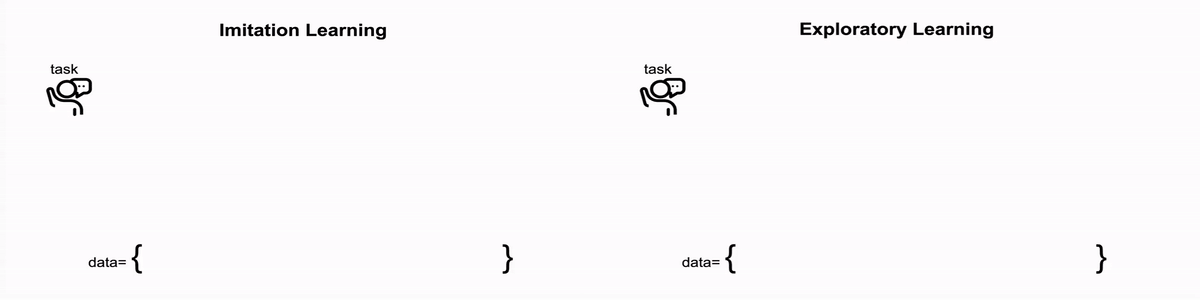 Imitation Learning
task
data= { }
Exploratory Learning
task
data= { }